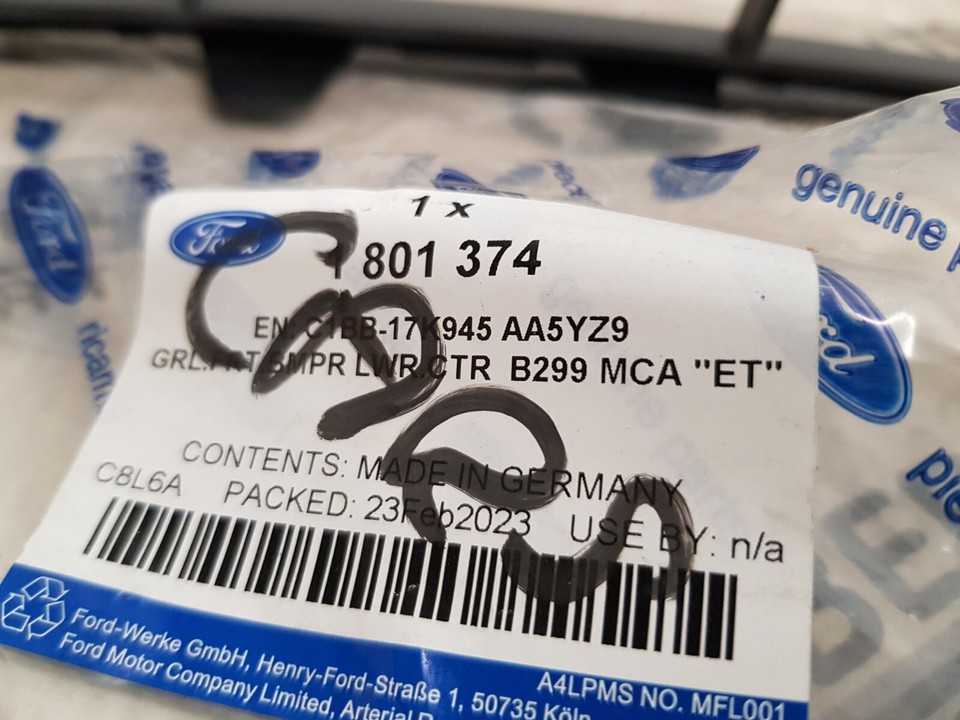 genuine
Ford
Ford
1 x
1 801 374
EN: C1BB-17K945 AA5YZ9
GRL.FRT BMPR LWR.CTR B299 MCA "ET"
Ford
CONTENTS: MADE IN GERMANY
C8L6A PACKED: 23Feb2023 USE BY: n/a
Ford-Werke GmbH, Henry-Ford-Straße 1, 50735 Köln
Ford Motor Company Limited, Arterial
A4LPMS NO. MFL001